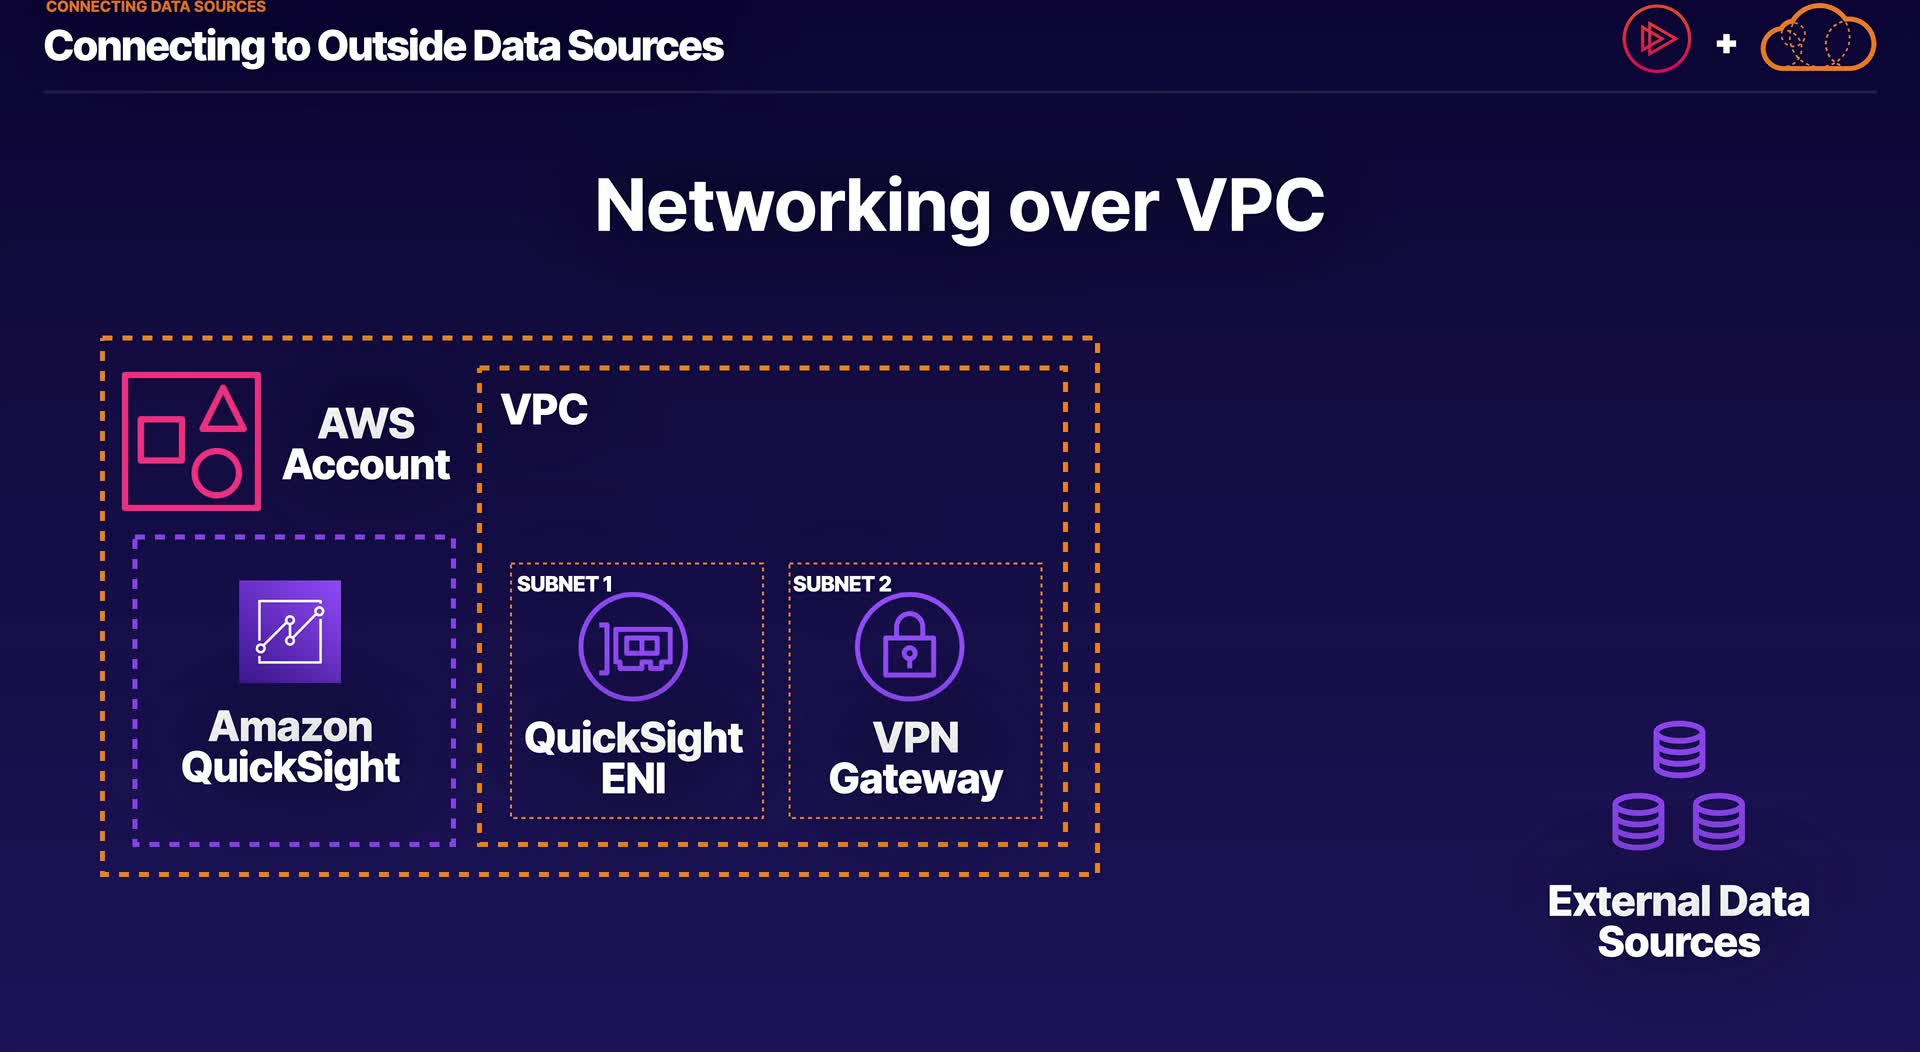 CONNECTING DATA SOURCES
Connecting to Outside Data Sources
+
Networking over VPC
AWS
Account
VPC
SUBNET 1
SUBNET 2
Amazon
QuickSight
QuickSight
ENI
VPN
Gateway
External Data
Sources